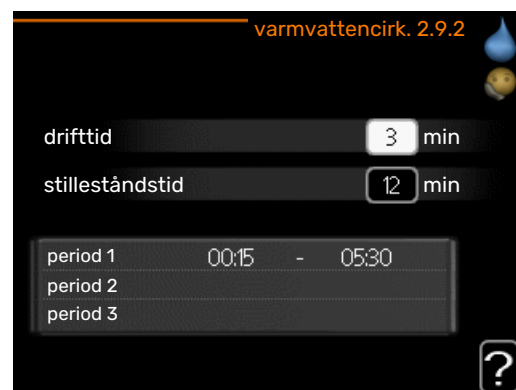 varmvattencirk. 2.9.2
drifttid 3 min
stilleståndstid 12 min
period 1 00:15 - 05:30
period 2
period 3
?